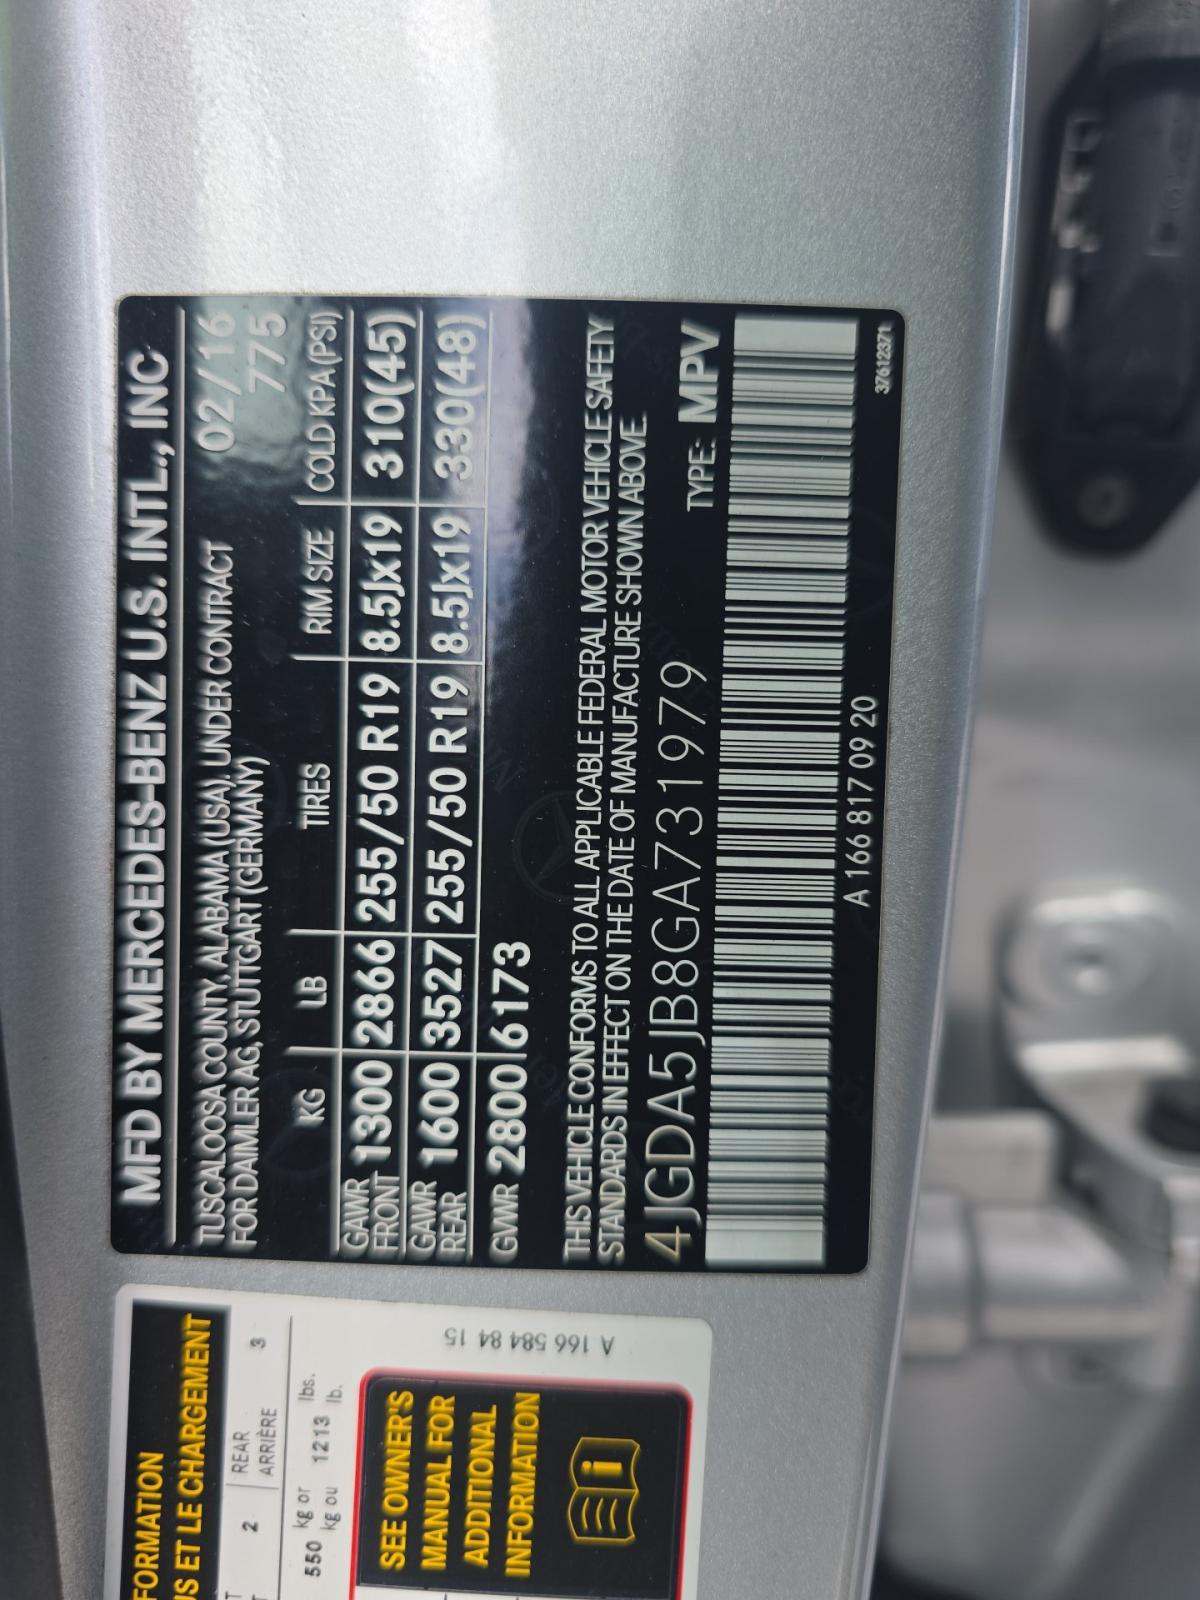 MFD BY MERCEDES-BENZ U.S. INTL., INC
TUSCALOOSA COUNTY, ALABAMA (USA), UNDER CONTRACT 02/16
FOR DAIMLER AG, STUTTGART (GERMANY) 775
KG LB TIRES RIM SIZE COLD KPA (PSI)
GAWR FRONT 1300 2866 255/50 R19 8.5Jx19 310(45)
GAWR REAR 1600 3527 255/50 R19 8.5Jx19 330(48)
GVWR 2800 6173
THIS VEHICLE CONFORMS TO ALL APPLICABLE FEDERAL MOTOR VEHICLE SAFETY
STANDARDS IN EFFECT ON THE DATE OF MANUFACTURE SHOWN ABOVE.
4JGDA5JB8GA731979 TYPE: MPV
A 166 817 09 20
37612371
FORMATION
US ET LE CHARGEMENT
2 REAR 3
ARRIÈRE
550 kg or 1213 lbs.
kg ou lb.
SEE OWNER'S
MANUAL FOR
ADDITIONAL
INFORMATION
A 166 584 84 15